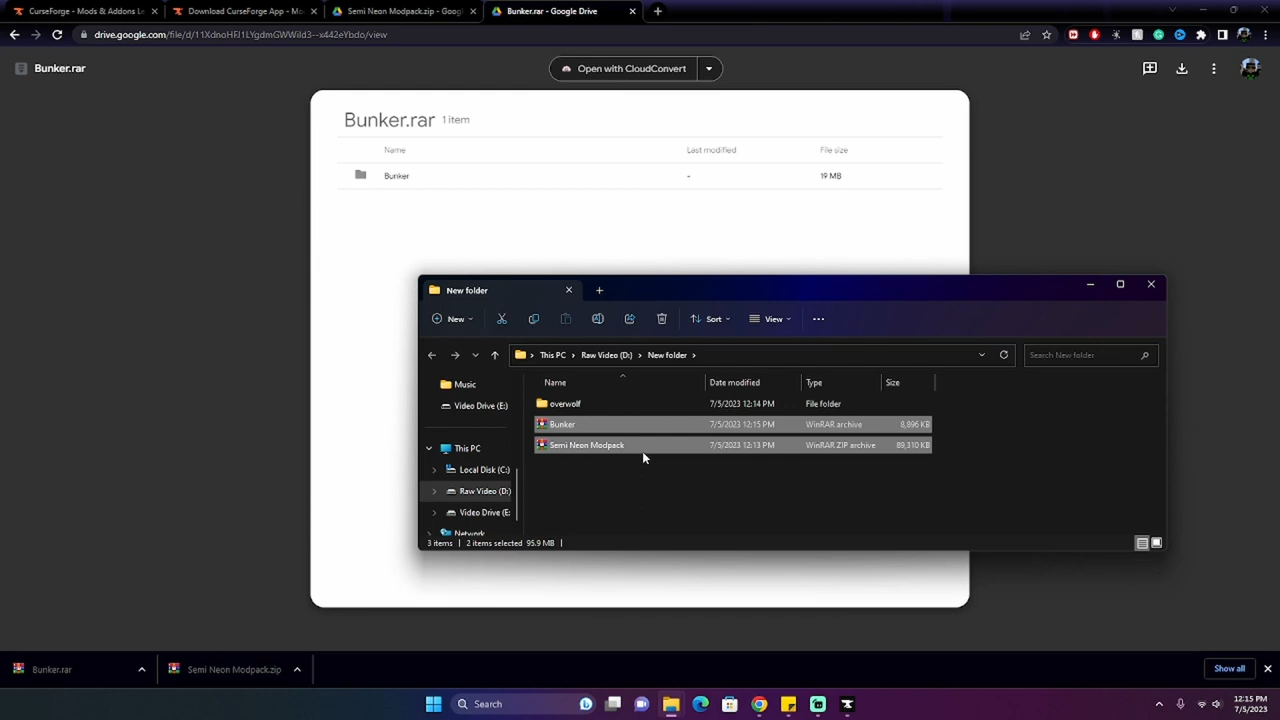 CurseForge - Mods & Addons Le
Download CurseForge App - Mo
Semi Neon Modpack.zip - Google
Bunker.rar - Google Drive
drive.google.com/file/d/11XdnoHFJ1LYgdmGWWild3--x442eYbdo/view
Bunker.rar
Open with CloudConvert
Bunker.rar 1 item
Name Last modified File size
Bunker - 19 MB
New folder
New Sort View
This PC > Raw Video (D:) > New folder >
Search New folder
Music
Video Drive (E:)
This PC
Local Disk (C:)
Raw Video (D:)
Video Drive (E:
Network
Name Date modified Type Size
overwolf 7/5/2023 12:14 PM File folder
Bunker 7/5/2023 12:15 PM WinRAR archive 8,896 KB
Semi Neon Modpack 7/5/2023 12:13 PM WinRAR ZIP archive 89,310 KB
3 items | 2 items selected 95.9 MB |
Bunker.rar
Semi Neon Modpack.zip
Show all
Search
12:15 PM
7/5/2023